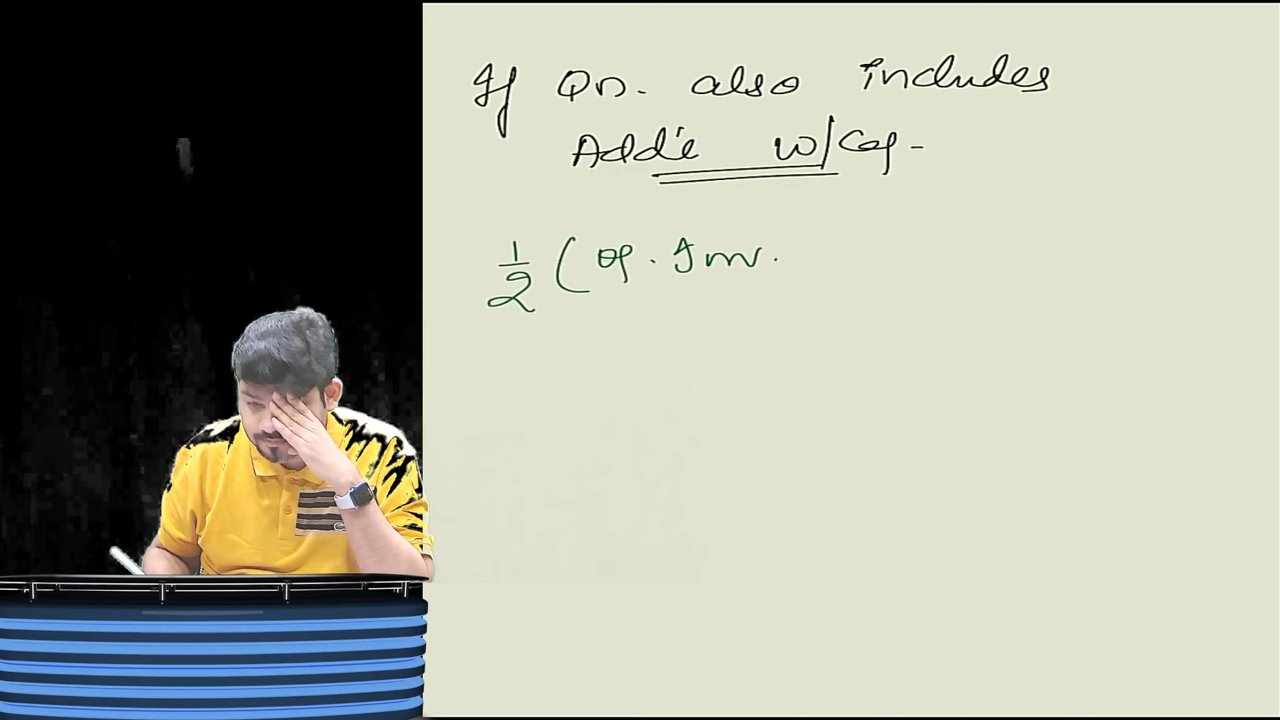 If Qn. also includes
Add'l w/Cap.
1/2 ( Op. Inv.